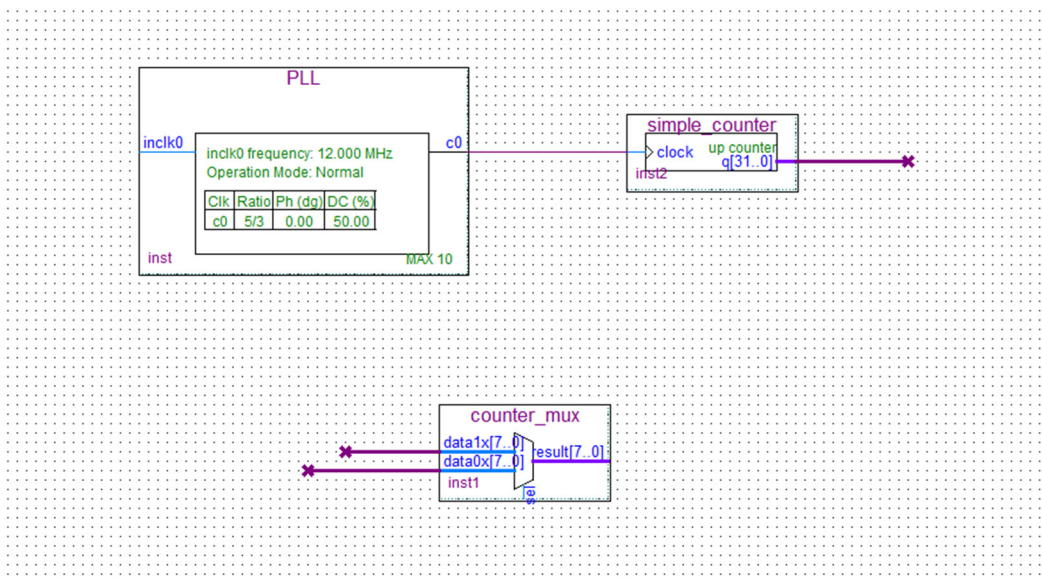 PLL
inclk0
c0
inclk0 frequency: 12.000 MHz
Operation Mode: Normal
Clk Ratio Ph (dg) DC (%)
c0 5/3 0.00 50.00
inst
MAX 10
simple_counter
clock
up counter
q[31..0]
inst2
counter_mux
data1x[7..0]
data0x[7..0]
result[7..0]
inst1
sel